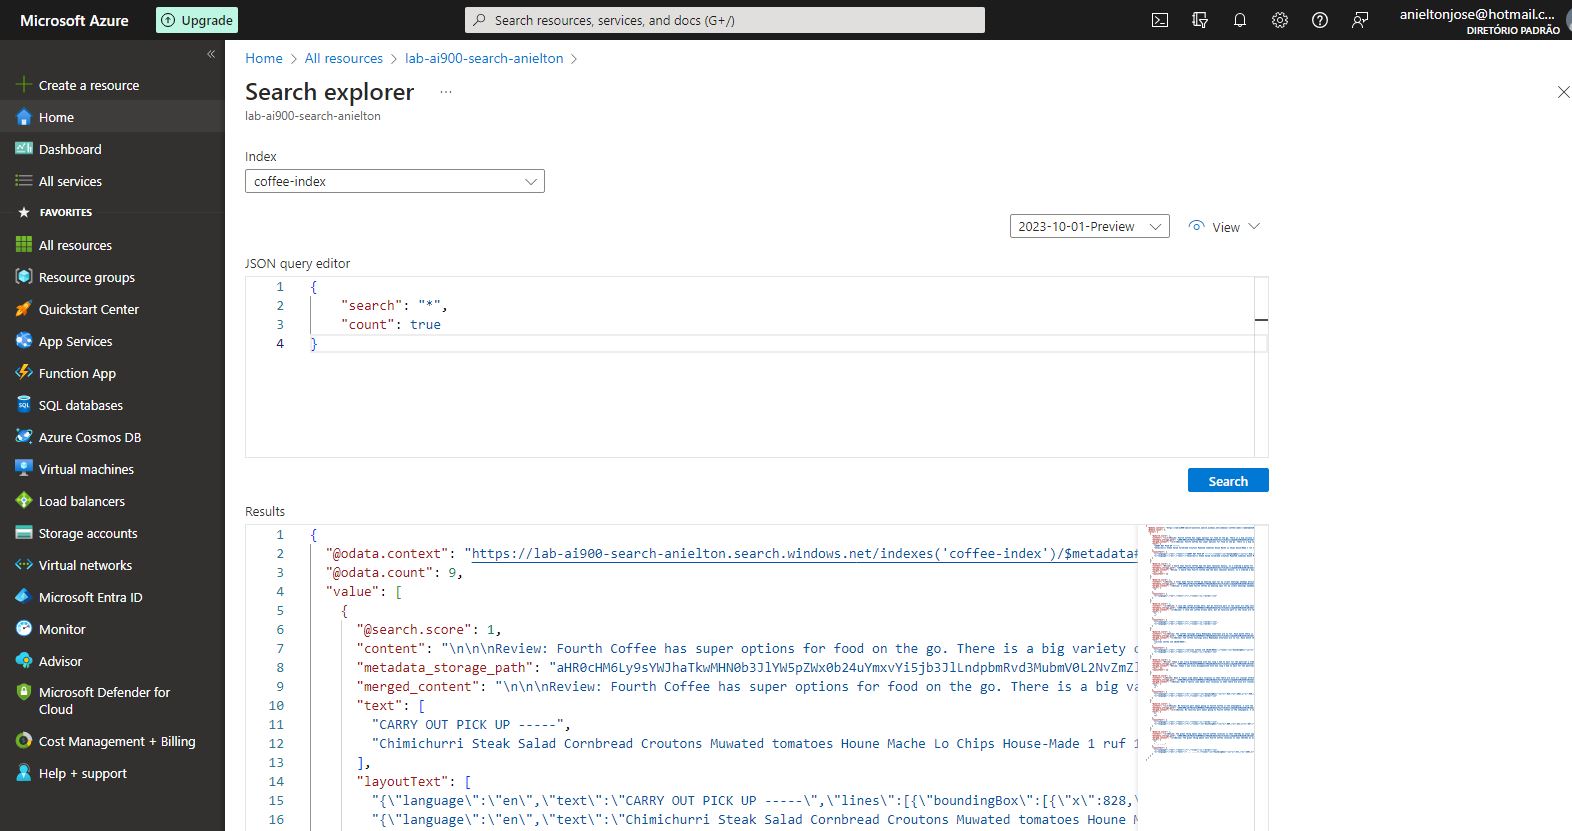 Microsoft Azure
Upgrade
Search resources, services, and docs (G+/)
anieltonjose@hotmail.c...
DIRETÓRIO PADRÃO
«
Create a resource
Home
Dashboard
All services
FAVORITES
All resources
Resource groups
Quickstart Center
App Services
Function App
SQL databases
Azure Cosmos DB
Virtual machines
Load balancers
Storage accounts
Virtual networks
Microsoft Entra ID
Monitor
Advisor
Microsoft Defender for
Cloud
Cost Management + Billing
Help + support
Home > All resources > lab-ai900-search-anielton >
Search explorer ...
lab-ai900-search-anielton
Index
coffee-index
2023-10-01-Preview
View
JSON query editor
1 {
2 "search": "*",
3 "count": true
4 }
Search
Results
1 {
2 "@odata.context": "https://lab-ai900-search-anielton.search.windows.net/indexes('coffee-index')/$metadata#
3 "@odata.count": 9,
4 "value": [
5 {
6 "@search.score": 1,
7 "content": "\n\n\nReview: Fourth Coffee has super options for food on the go. There is a big variety
8 "metadata_storage_path":
9 "merged_content": "\n\n\nReview: Fourth Coffee has super options for food on the go. There is a big
10 "text": [
11 "CARRY OUT PICK UP -----",
12 "Chimichurri Steak Salad Cornbread Croutons Muwated tomatoes Houne Mache Lo Chips House-Made 1 ruf
13 ],
14 "layoutText": [
15 "{\"language\":\"en\",\"text\":\"CARRY OUT PICK UP -----\",\"lines\":[{\"boundingBox\":[{\"x\":828,\
16 "{\"language\":\"en\",\"text\":\"Chimichurri Steak Salad Cornbread Croutons Muwated tomatoes Houne